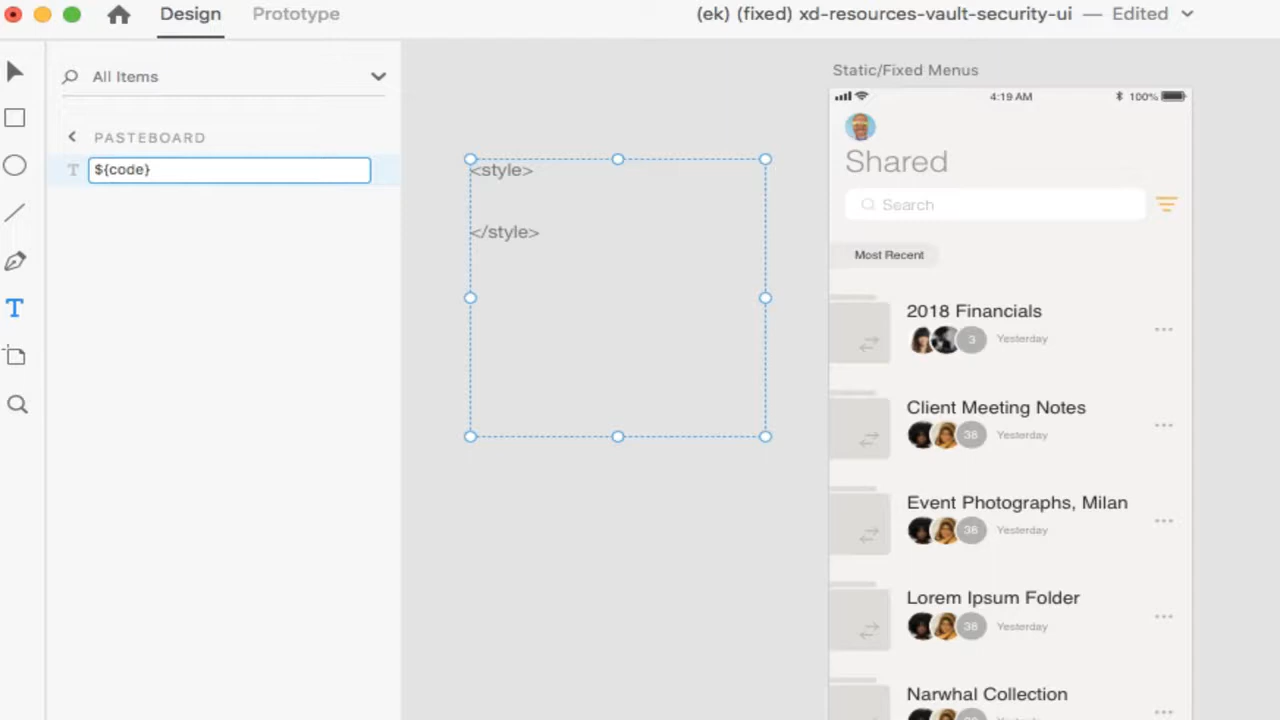 Design Prototype (ek) (fixed) xd-resources-vault-security-ui — Edited
All Items
PASTEBOARD
T ${code}
<style>
</style>
T
Static/Fixed Menus
4:19 AM 100%
Shared
Search
Most Recent
2018 Financials
3 Yesterday
Client Meeting Notes
38 Yesterday
Event Photographs, Milan
38 Yesterday
Lorem Ipsum Folder
38 Yesterday
Narwhal Collection